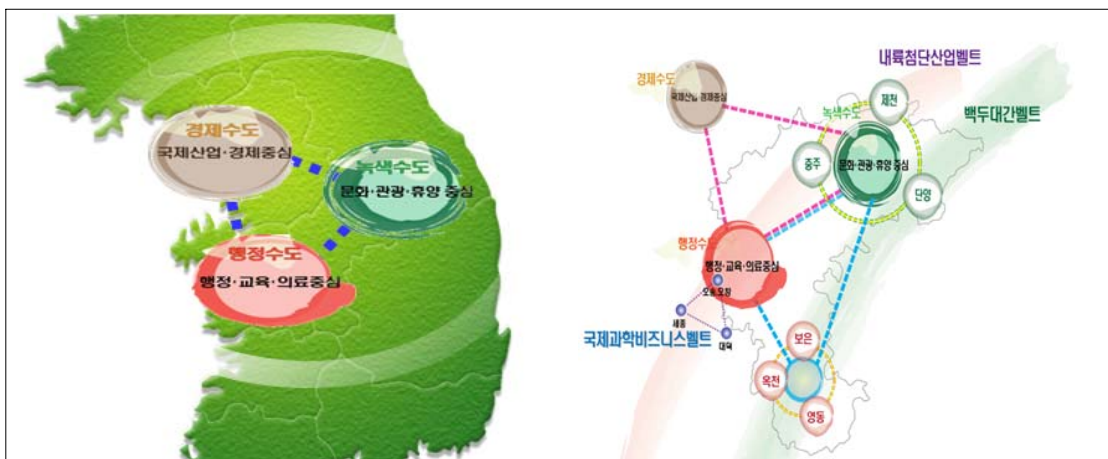 경제수도
국제산업·경제중심
녹색수도
문화·관광·휴양 중심
행정수도
행정·교육·의료중심
내륙첨단산업벨트
경제수도
국제산업·경제중심
녹색수도
제천
백두대간벨트
충주
문화·관광·휴양 중심
단양
행정수도
행정·교육·의료중심
오송오창
세종
대덕
국제과학비즈니스벨트
보은
옥천
영동